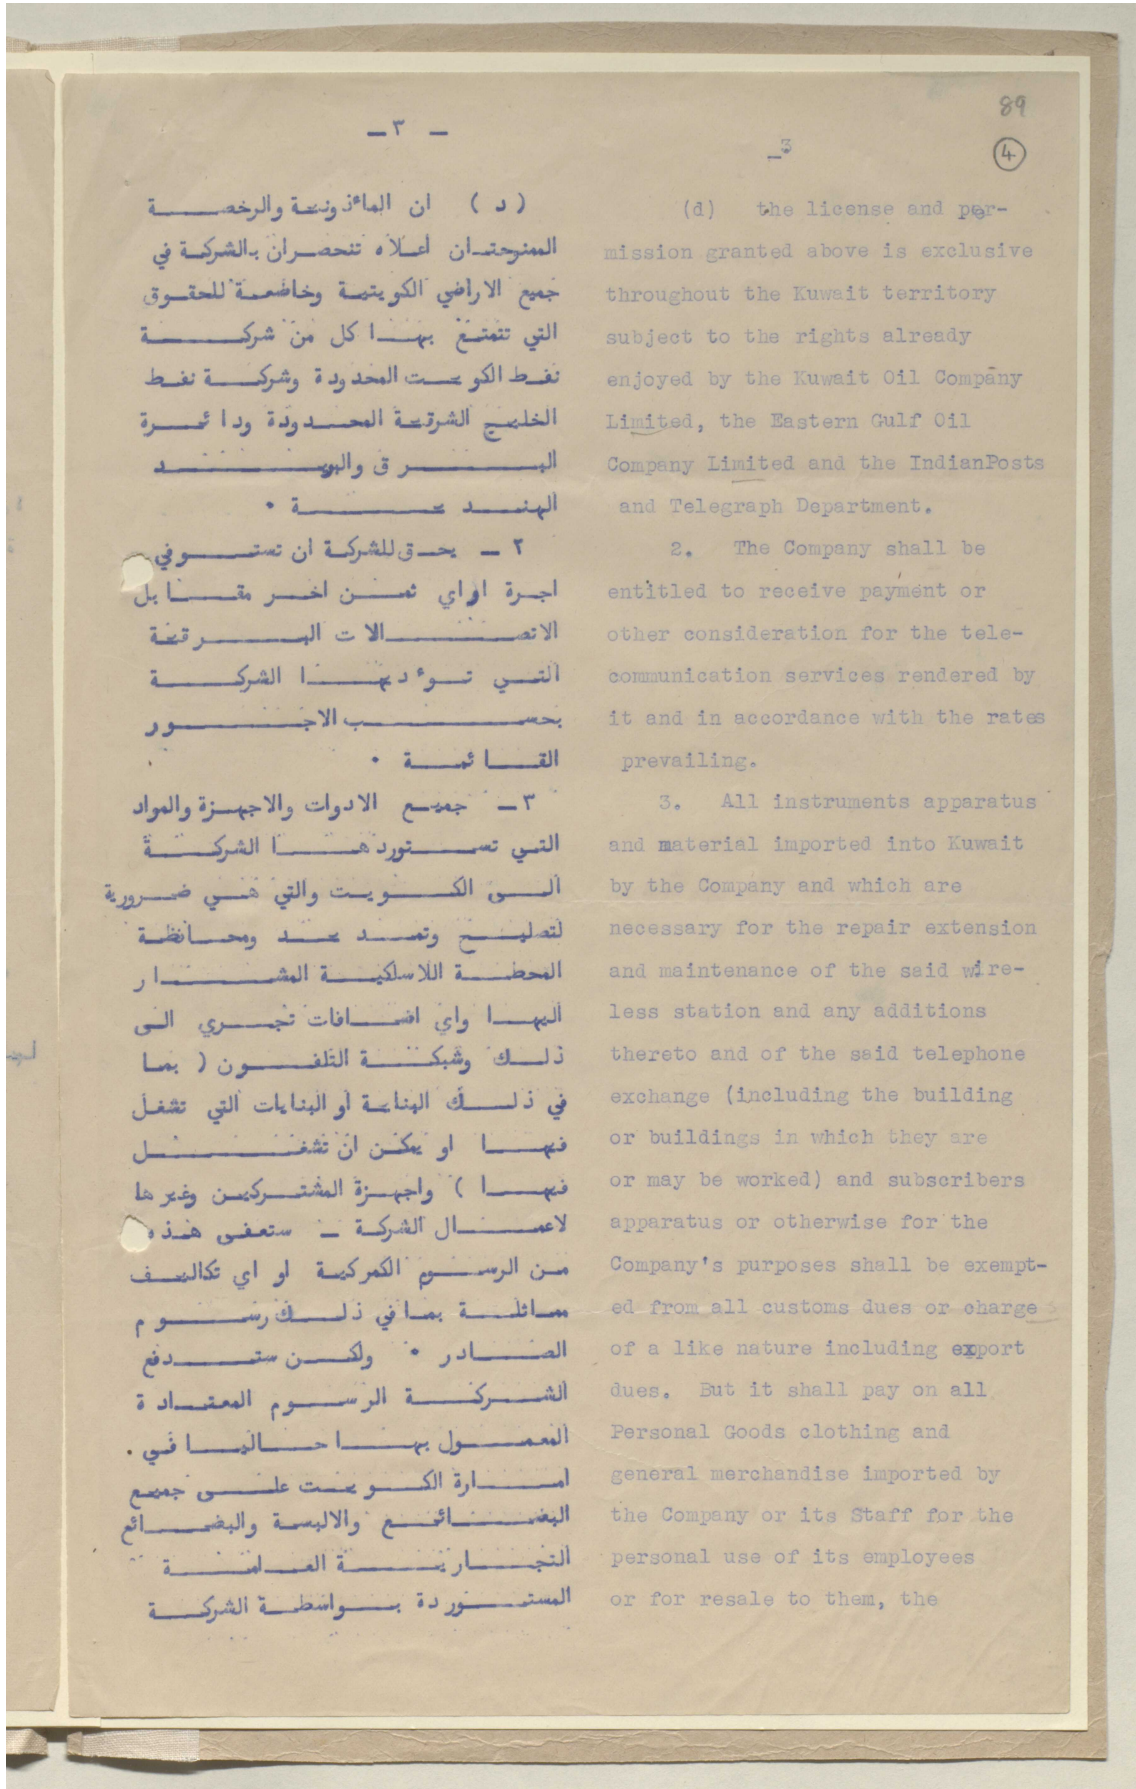 89
4
_3
(d) the license and per-
mission granted above is exclusive
throughout the Kuwait territory
subject to the rights already
enjoyed by the Kuwait Oil Company
Limited, the Eastern Gulf Oil
Company Limited and the IndianPosts
and Telegraph Department.
2. The Company shall be
entitled to receive payment or
other consideration for the tele-
communication services rendered by
it and in accordance with the rates
prevailing.
3. All instruments apparatus
and material imported into Kuwait
by the Company and which are
necessary for the repair extension
and maintenance of the said wire-
less station and any additions
thereto and of the said telephone
exchange (including the building
or buildings in which they are
or may be worked) and subscribers
apparatus or otherwise for the
Company's purposes shall be exempt-
ed from all customs dues or charge
of a like nature including export
dues. But it shall pay on all
Personal Goods clothing and
general merchandise imported by
the Company or its Staff for the
personal use of its employees
or for resale to them, the
– ٣ –
(د) ان المأذونية والرخصة
الممنوحتان أعلاه تنحصران بالشركة في
جميع الاراضي الكويتية وخاضعة للحقوق
التي تتمتع بها كل من شركة
نفط الكويت المحدودة وشركة نفط
الخليج الشرقية المحدودة ودائرة
البرق والبريد
الهندية ٠
٢ – يحق للشركة ان تستوفي
اجرة او اي ثمن اخر مقابل
الاتصالات البرقية
التي تؤديها الشركة
بحسب الاجور
القائمة ٠
٣ – جميع الادوات والاجهزة والمواد
التي تستوردها الشركة
الى الكويت والتي هي ضرورية
لتصليح وتمديد ومحافظة
المحطة اللاسلكية المشار
اليها واي اضافات تجري الى
ذلك وشبكة التلفون (بما
في ذلك البناية أو البنايات التي تشغل
فيها او يمكن ان تشغل
فيها) واجهزة المشتركين وغيرها
لاعمال الشركة – ستعفى هذه
من الرسوم الكمركية او اي تكاليف
مماثلة بما في ذلك رسوم
الصادر ٠ ولكن ستدفع
الشركة الرسوم المعتادة
المعمول بها حاليا في
امارة الكويت على جميع
البضائع والالبسة والبضائع
التجارية العامة
المستوردة بواسطة الشركة